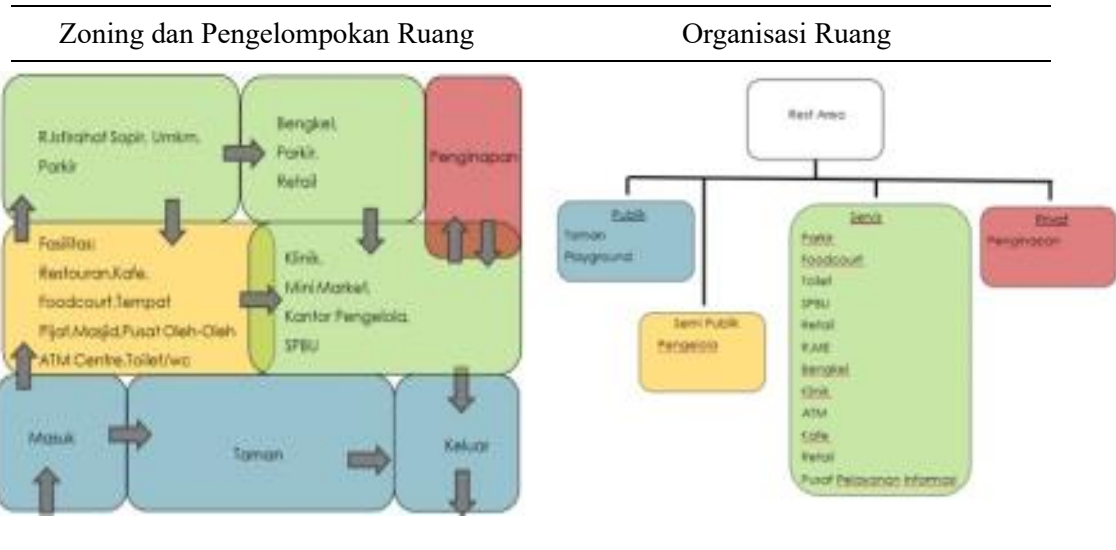 Zoning dan Pengelompokan Ruang
Organisasi Ruang
R.Istirahat Sopir, Umkm,
Parkir
Bengkel,
Parkir,
Retail
Penginapan
Fasilitas:
Restouran,Kafe,
Foodcourt,Tempat
Pijat,Masjid,Pusat Oleh-Oleh
ATM Centre,Toilet/wc
Klinik,
Mini Market,
Kantor Pengelola,
SPBU
Masuk
Taman
Keluar
Rest Area
Publik
Taman
Playground
Semi Publik
Pengelola
Servis
Parkir
Foodcourt
Toilet
SPBU
Retail
R.ME
Bengkel
Klinik
ATM
Kafe
Retail
Pusat Pelayanan Informasi
Privat
Penginapan